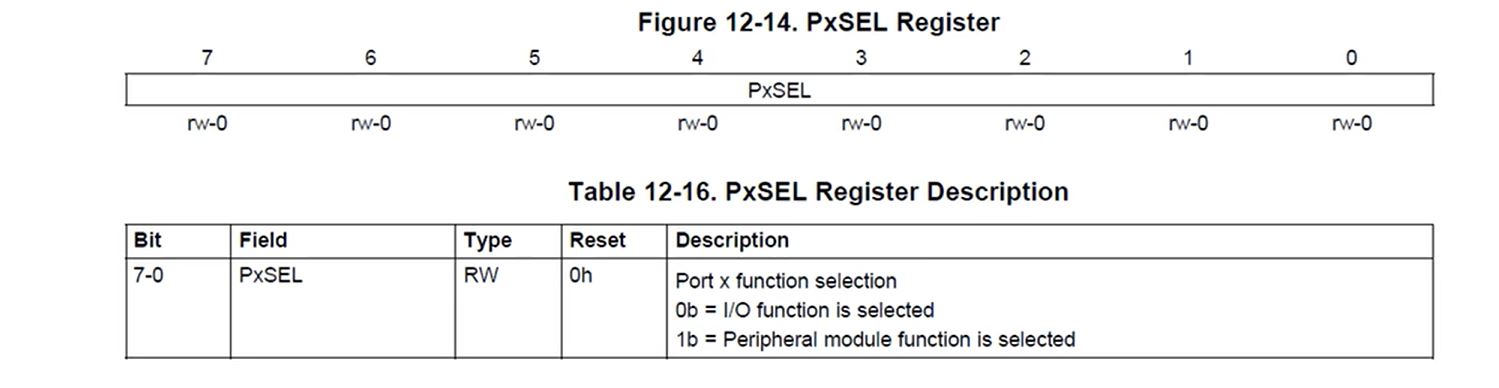 Figure 12-14. PxSEL Register
7 6 5 4 3 2 1 0
PxSEL
rw-0 rw-0 rw-0 rw-0 rw-0 rw-0 rw-0 rw-0
Table 12-16. PxSEL Register Description
Bit Field Type Reset Description
7-0 PxSEL RW 0h Port x function selection
0b = I/O function is selected
1b = Peripheral module function is selected